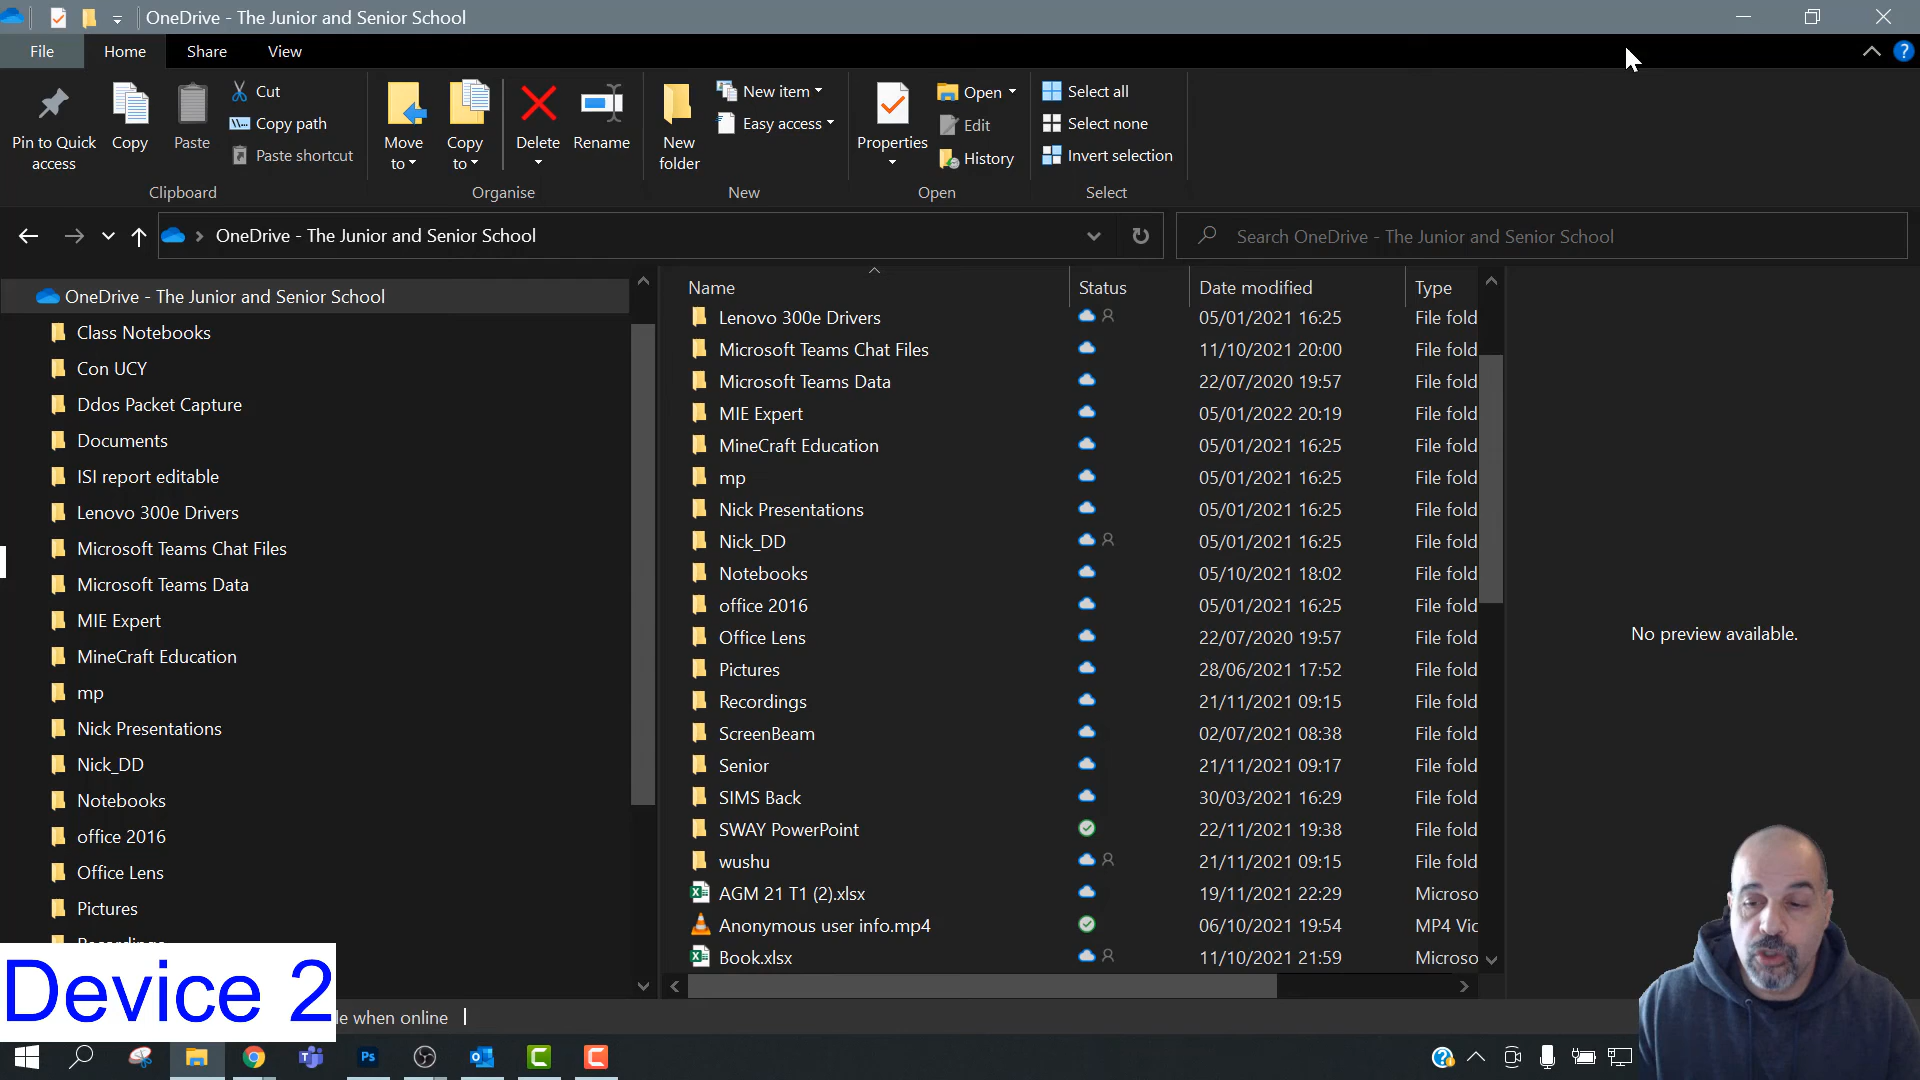 OneDrive - The Junior and Senior School
File Home Share View
Pin to Quick access
Copy
Paste
Cut
Copy path
Paste shortcut
Clipboard
Move to
Copy to
Delete
Rename
Organise
New folder
New item
Easy access
New
Properties
Open
Edit
History
Open
Select all
Select none
Invert selection
Select
OneDrive - The Junior and Senior School
Search OneDrive - The Junior and Senior School
OneDrive - The Junior and Senior School
Class Notebooks
Con UCY
Ddos Packet Capture
Documents
ISI report editable
Lenovo 300e Drivers
Microsoft Teams Chat Files
Microsoft Teams Data
MIE Expert
MineCraft Education
mp
Nick Presentations
Nick_DD
Notebooks
office 2016
Office Lens
Pictures
Name Status Date modified Type
Lenovo 300e Drivers 05/01/2021 16:25 File fold
Microsoft Teams Chat Files 11/10/2021 20:00 File fold
Microsoft Teams Data 22/07/2020 19:57 File fold
MIE Expert 05/01/2022 20:19 File fold
MineCraft Education 05/01/2021 16:25 File fold
mp 05/01/2021 16:25 File fold
Nick Presentations 05/01/2021 16:25 File fold
Nick_DD 05/01/2021 16:25 File fold
Notebooks 05/10/2021 18:02 File fold
office 2016 05/01/2021 16:25 File fold
Office Lens 22/07/2020 19:57 File fold
Pictures 28/06/2021 17:52 File fold
Recordings 21/11/2021 09:15 File fold
ScreenBeam 02/07/2021 08:38 File fold
Senior 21/11/2021 09:17 File fold
SIMS Back 30/03/2021 16:29 File fold
SWAY PowerPoint 22/11/2021 19:38 File fold
wushu 21/11/2021 09:15 File fold
AGM 21 T1 (2).xlsx 19/11/2021 22:29 Microso
Anonymous user info.mp4 06/10/2021 19:54 MP4 Vic
Book.xlsx 11/10/2021 21:59 Microso
No preview available.
Device 2
le when online
Ps